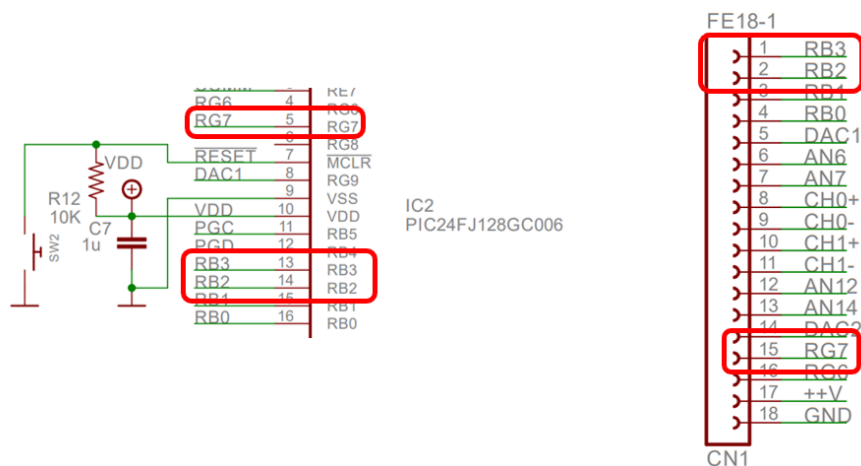 RE7
RG6 4 RG6
RG7 5 RG7
6 RG8
RESET 7 MCLR
DAC1 8 RG9
9 VSS
VDD 10 VDD
PGC 11 RB5
PGD 12 RB4
RB3 13 RB3
RB2 14 RB2
RB1 15 RB1
RB0 16 RB0
VDD
R12
10K
C7
1u
SW2
IC2
PIC24FJ128GC006
FE18-1
1 RB3
2 RB2
3 RB1
4 RB0
5 DAC1
6 AN6
7 AN7
8 CH0+
9 CH0-
10 CH1+
11 CH1-
12 AN12
13 AN14
14 DAC2
15 RG7
16 RG6
17 ++V
18 GND
CN1